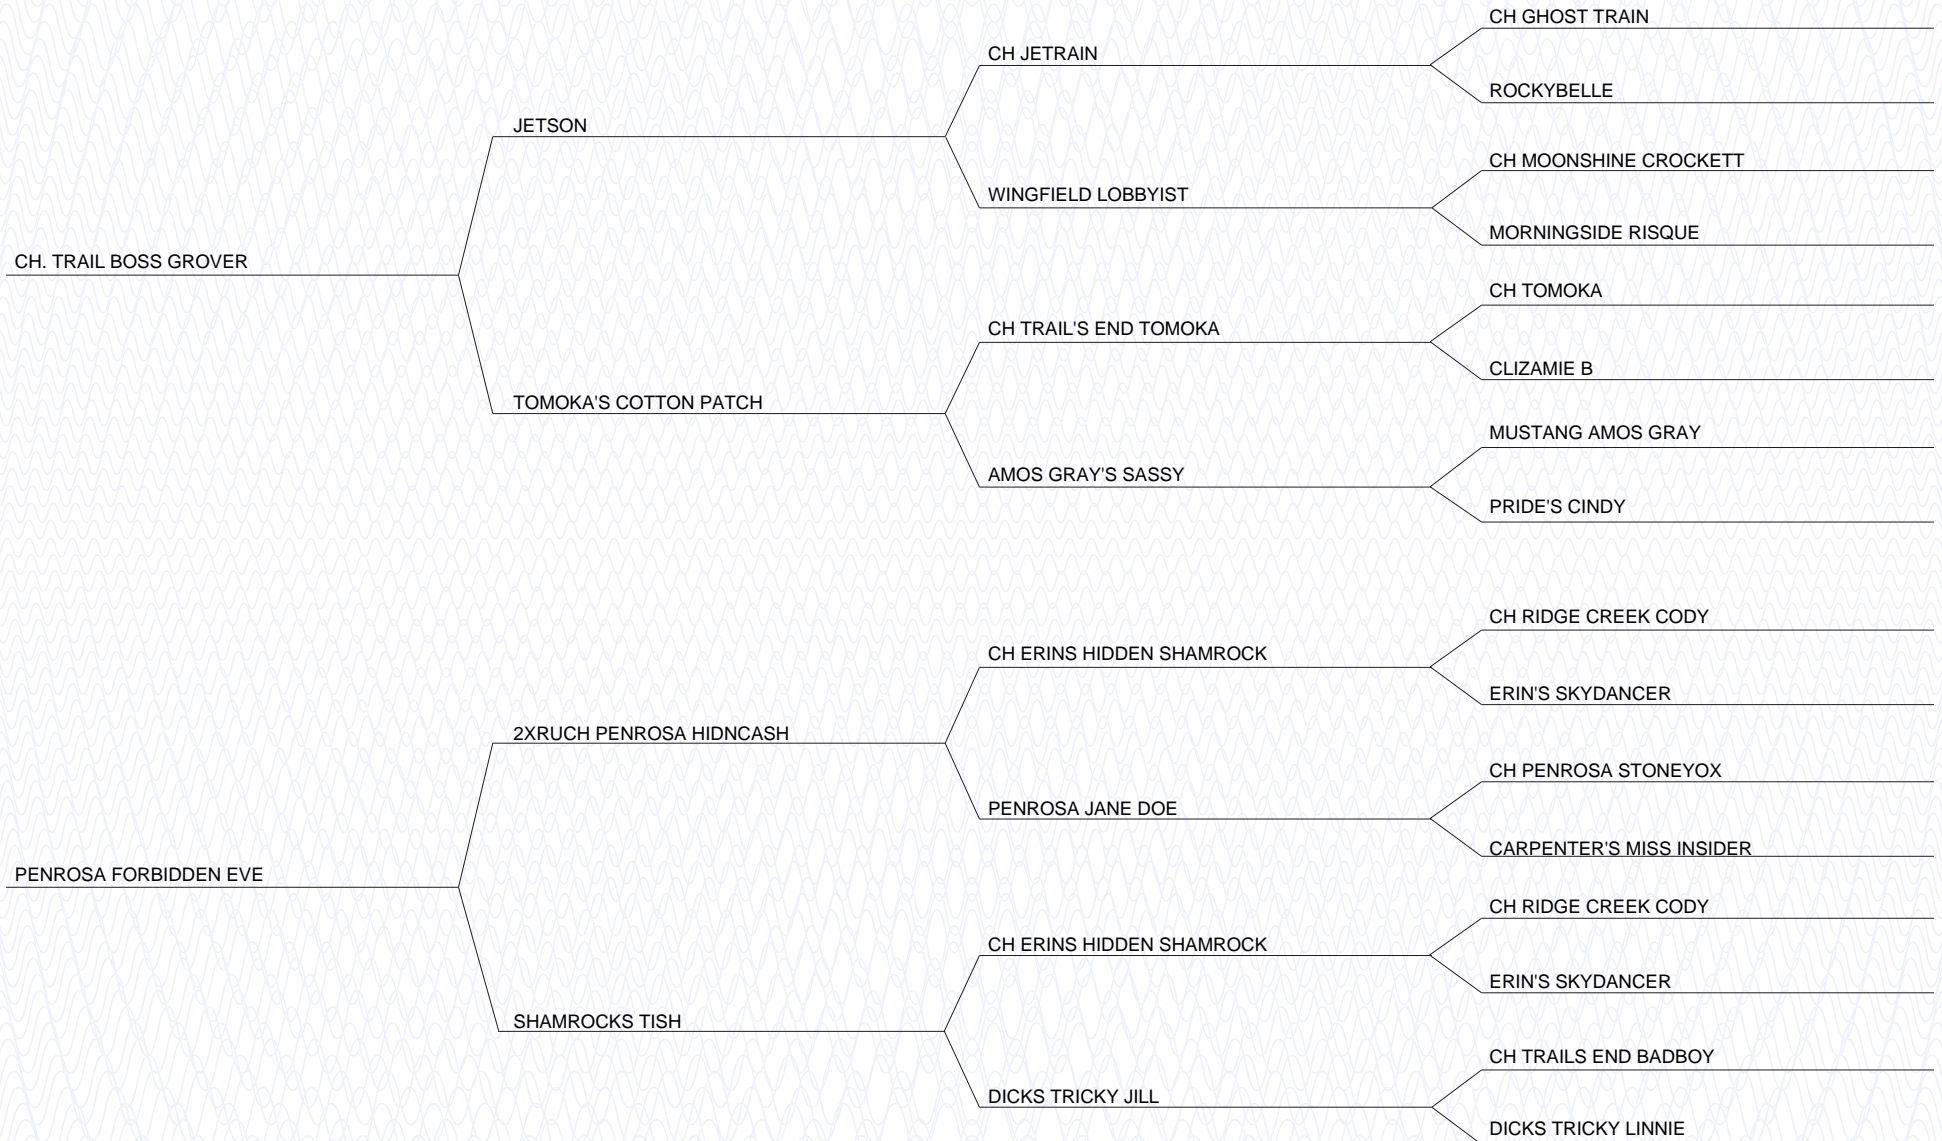 CH GHOST TRAIN
CH JETRAIN
ROCKYBELLE
JETSON
CH MOONSHINE CROCKETT
WINGFIELD LOBBYIST
MORNINGSIDE RISQUE
CH. TRAIL BOSS GROVER
CH TOMOKA
CH TRAIL'S END TOMOKA
CLIZAMIE B
TOMOKA'S COTTON PATCH
MUSTANG AMOS GRAY
AMOS GRAY'S SASSY
PRIDE'S CINDY
CH RIDGE CREEK CODY
CH ERINS HIDDEN SHAMROCK
ERIN'S SKYDANCER
2XRUCH PENROSA HIDNCASH
CH PENROSA STONEYOX
PENROSA JANE DOE
CARPENTER'S MISS INSIDER
PENROSA FORBIDDEN EVE
CH RIDGE CREEK CODY
CH ERINS HIDDEN SHAMROCK
ERIN'S SKYDANCER
SHAMROCKS TISH
CH TRAILS END BADBOY
DICKS TRICKY JILL
DICKS TRICKY LINNIE